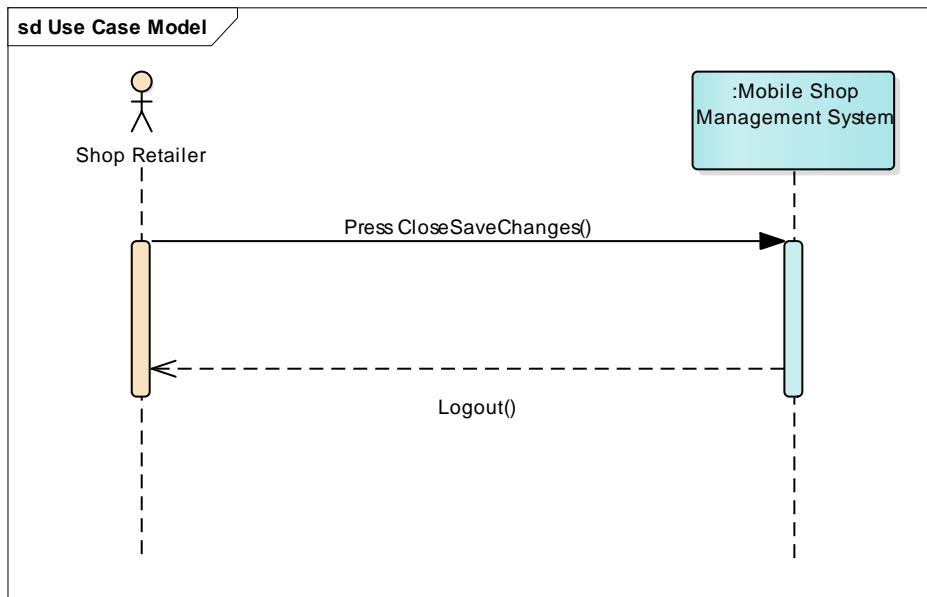 sd Use Case Model
Shop Retailer
:Mobile Shop
Management System
Press CloseSaveChanges()
Logout()